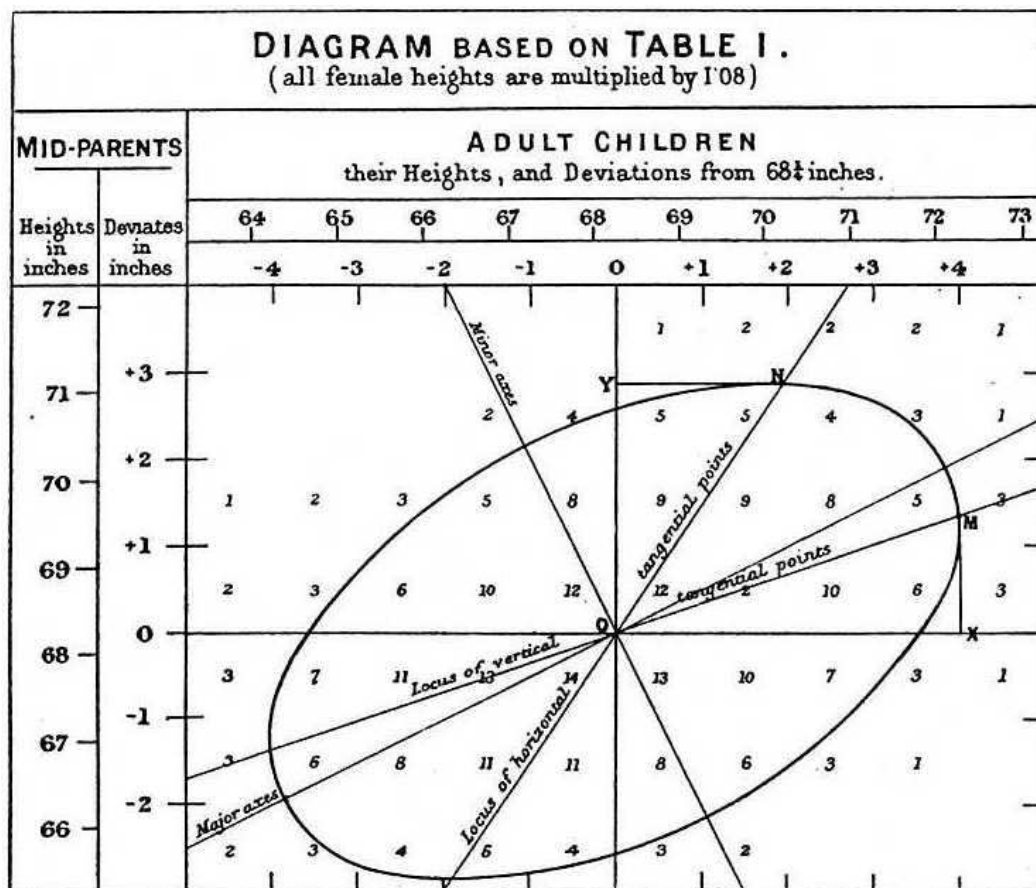 DIAGRAM BASED ON TABLE I.
(all female heights are multiplied by 1·08)
MID-PARENTS
ADULT CHILDREN
their Heights, and Deviations from 68¼ inches.
Heights in inches
Deviates in inches
64 65 66 67 68 69 70 71 72 73
-4 -3 -2 -1 0 +1 +2 +3 +4
72
1 2 2 2 1
Minor axes
+3
71
Y N
2 4 5 5 4 3 1
+2
70
tangential points
1 2 3 5 8 9 9 8 5 3
M
+1
69
tangential points
2 3 6 10 12 12 2 10 6 3
0 O X
68
Locus of vertical
3 7 11 13 14 13 10 7 3 1
-1
67
Locus of horizontal
3 6 8 11 11 8 6 3 1
Major axes
-2
66
2 3 4 5 4 3 2